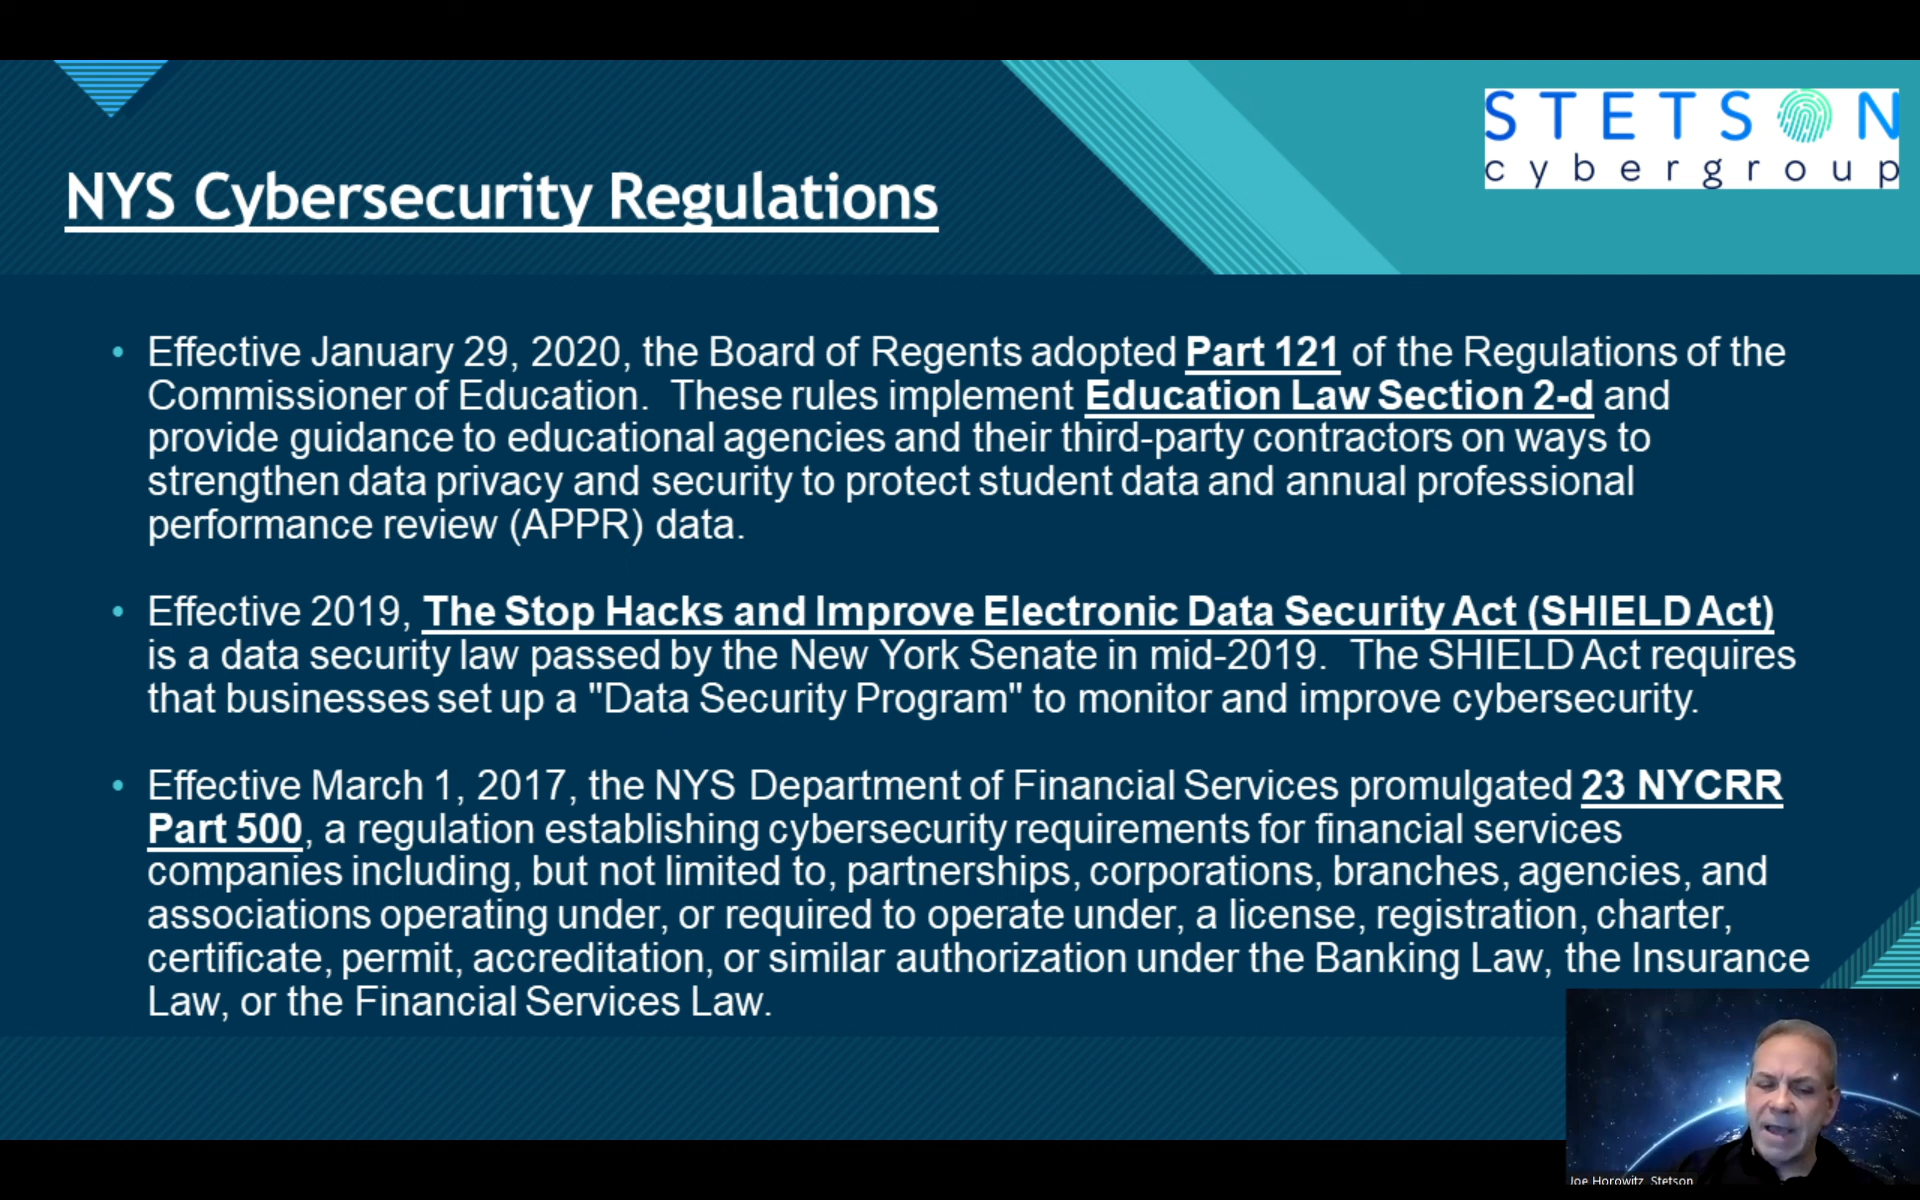 STETSON
cybergroup
NYS Cybersecurity Regulations
• Effective January 29, 2020, the Board of Regents adopted Part 121 of the Regulations of the
Commissioner of Education.  These rules implement Education Law Section 2-d and
provide guidance to educational agencies and their third-party contractors on ways to
strengthen data privacy and security to protect student data and annual professional
performance review (APPR) data.
• Effective 2019, The Stop Hacks and Improve Electronic Data Security Act (SHIELD Act)
is a data security law passed by the New York Senate in mid-2019.  The SHIELD Act requires
that businesses set up a "Data Security Program" to monitor and improve cybersecurity.
• Effective March 1, 2017, the NYS Department of Financial Services promulgated 23 NYCRR
Part 500, a regulation establishing cybersecurity requirements for financial services
companies including, but not limited to, partnerships, corporations, branches, agencies, and
associations operating under, or required to operate under, a license, registration, charter,
certificate, permit, accreditation, or similar authorization under the Banking Law, the Insurance
Law, or the Financial Services Law.
Joe Horowitz, Stetson